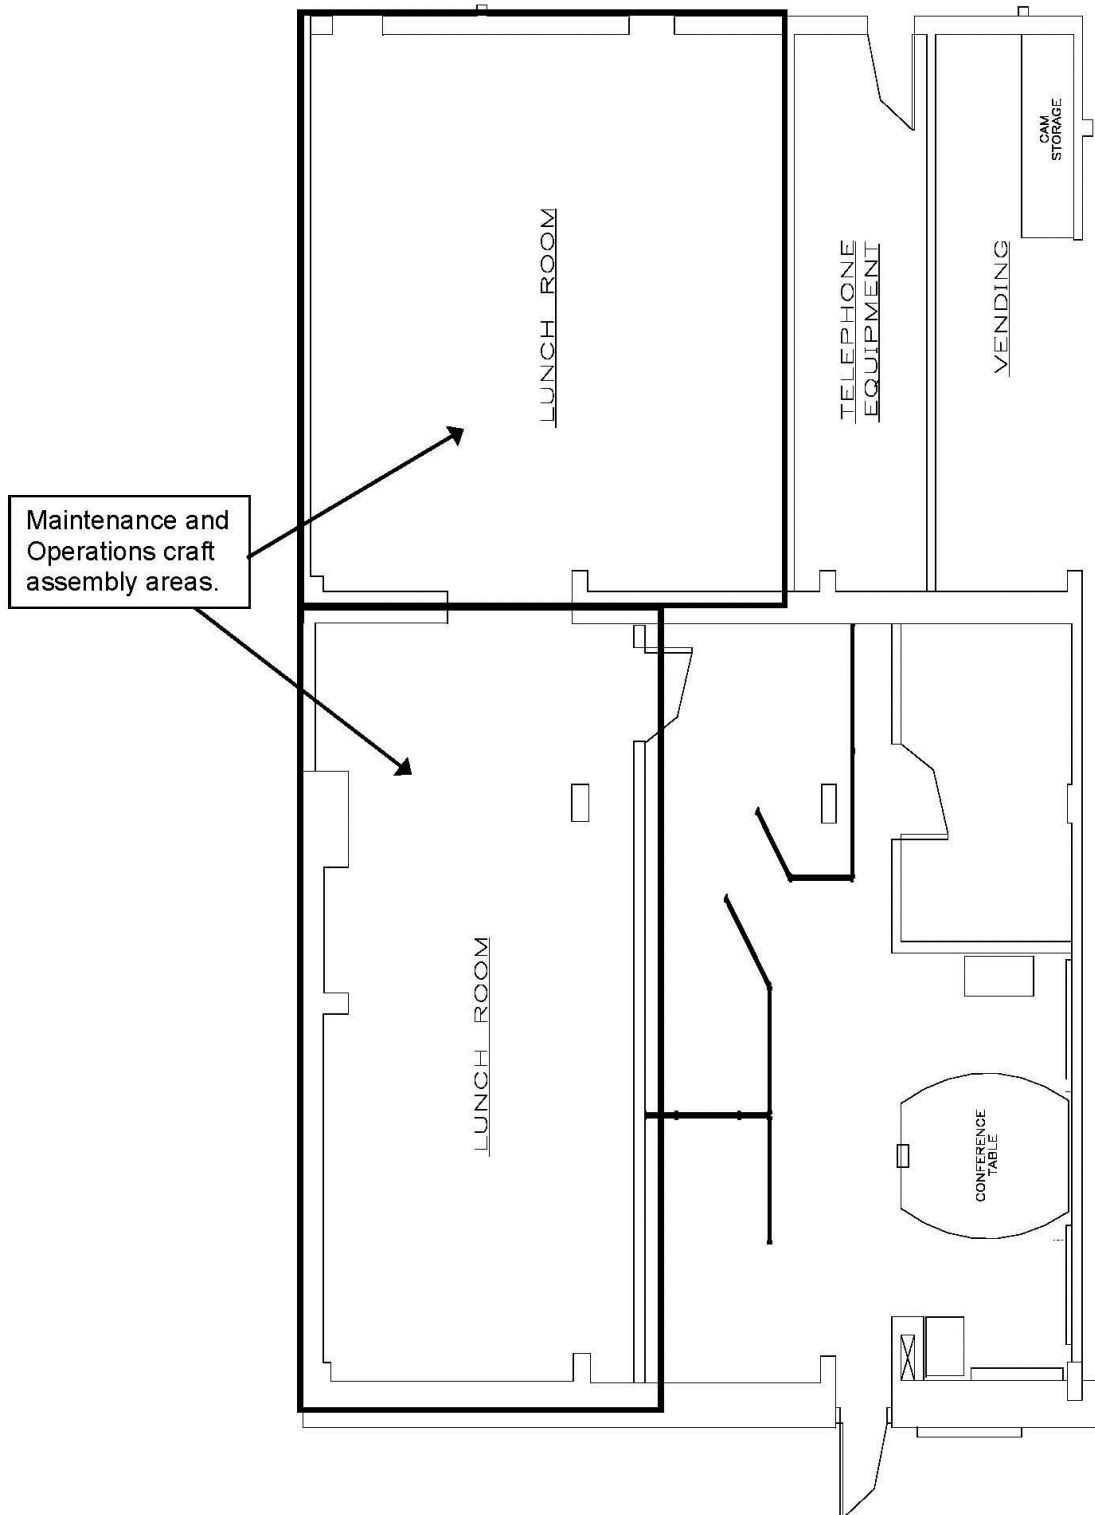 LUNCH ROOM
TELEPHONE
EQUIPMENT
VENDING
CAM
STORAGE
Maintenance and
Operations craft
assembly areas.
LUNCH ROOM
CONFERENCE
TABLE